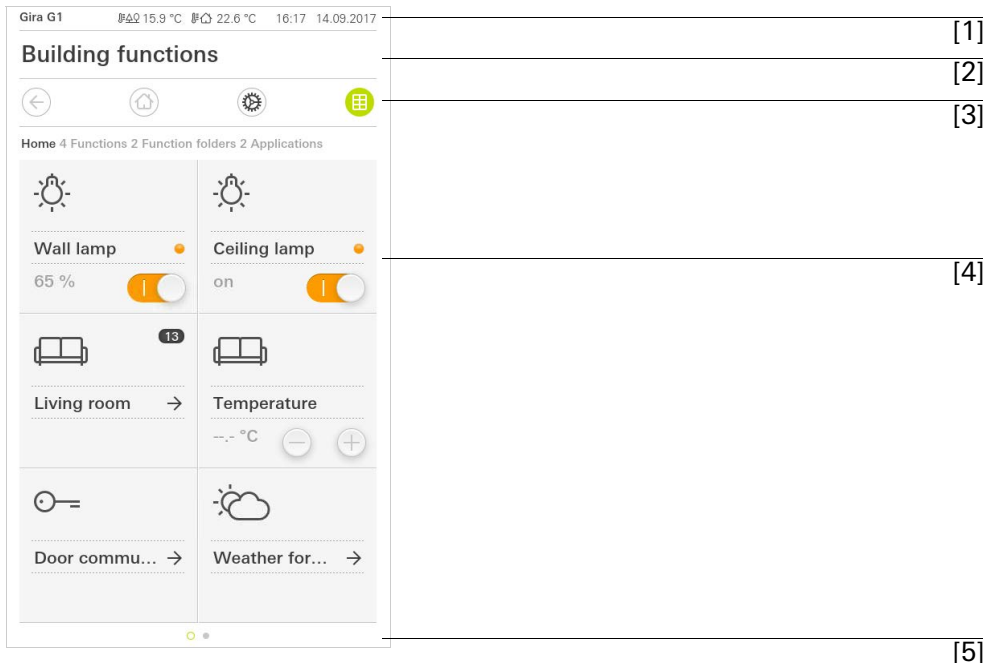 Gira G1 15.9 °C 22.6 °C 16:17 14.09.2017
[1]
Building functions
[2]
[3]
Home 4 Functions 2 Function folders 2 Applications
Wall lamp Ceiling lamp
[4]
65 % on
13
Living room → Temperature
--.- °C − +
Door commu... → Weather for... →
[5]